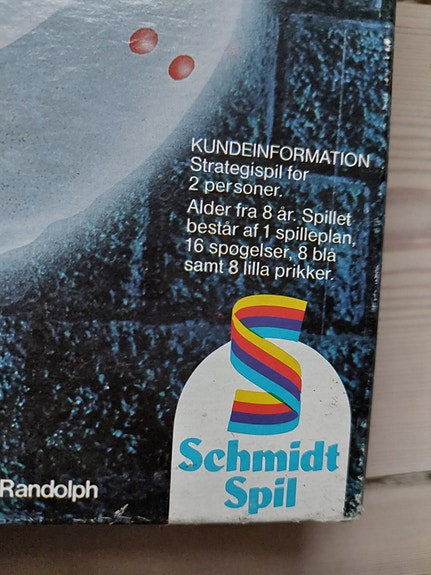 KUNDEINFORMATION
Strategispil for
2 personer.
Alder fra 8 år. Spillet
består af 1 spilleplan,
16 spøgelser, 8 blå
samt 8 lilla prikker.
Schmidt
Spil
Randolph